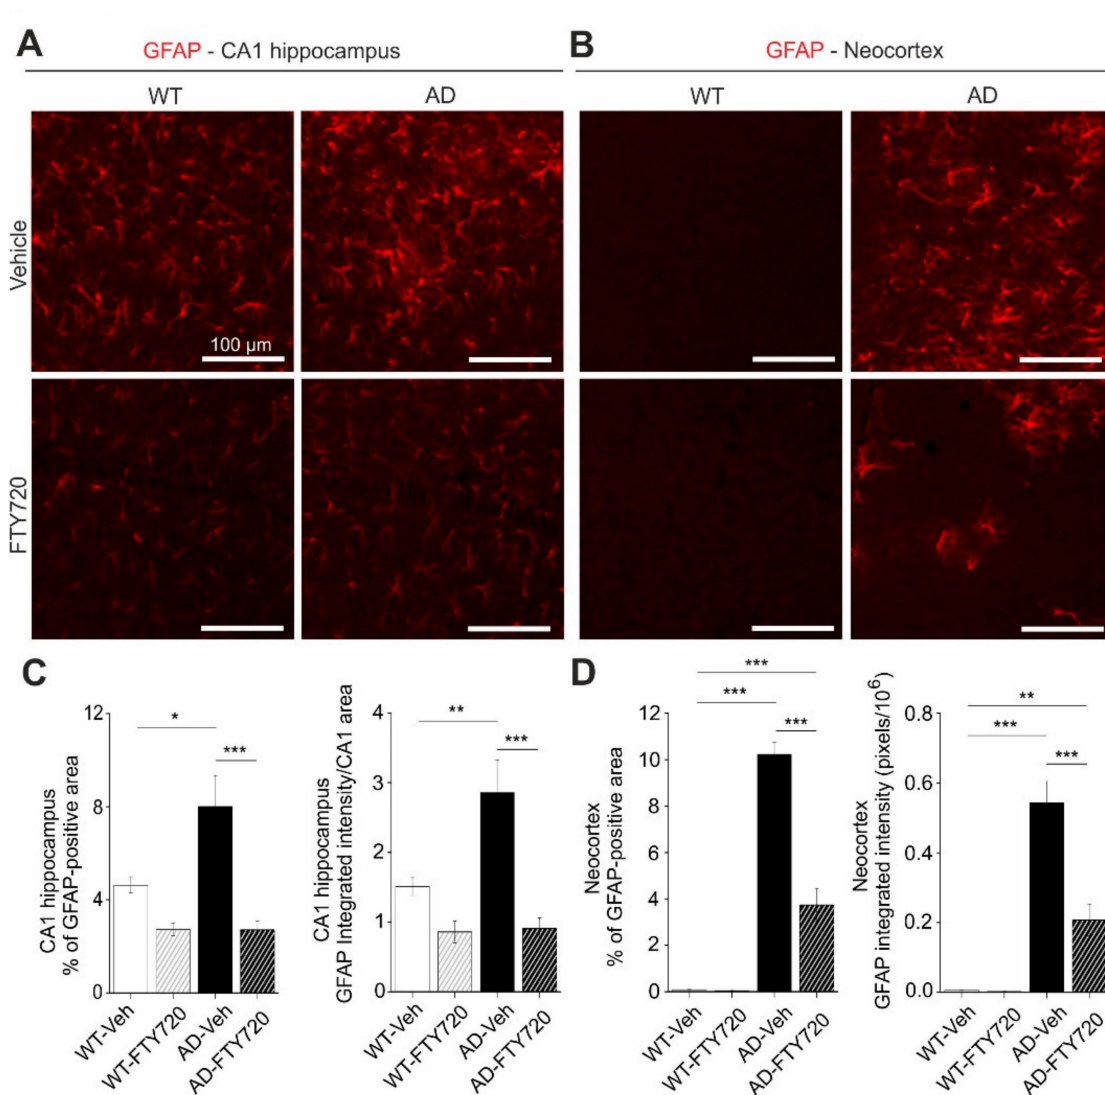 A
GFAP - CA1 hippocampus
WT
AD
Vehicle
100 µm
FTY720
B
GFAP - Neocortex
WT
AD
C
CA1 hippocampus
% of GFAP-positive area
12
8
4
0
*
***
WT-Veh
WT-FTY720
AD-Veh
AD-FTY720
CA1 hippocampus
GFAP Integrated intensity/CA1 area
4
3
2
1
0
**
***
WT-Veh
WT-FTY720
AD-Veh
AD-FTY720
D
Neocortex
% of GFAP-positive area
12
10
8
6
4
2
0
***
***
***
WT-Veh
WT-FTY720
AD-Veh
AD-FTY720
Neocortex
GFAP integrated intensity (pixels/10⁶)
0.8
0.6
0.4
0.2
0.0
**
***
***
WT-Veh
WT-FTY720
AD-Veh
AD-FTY720